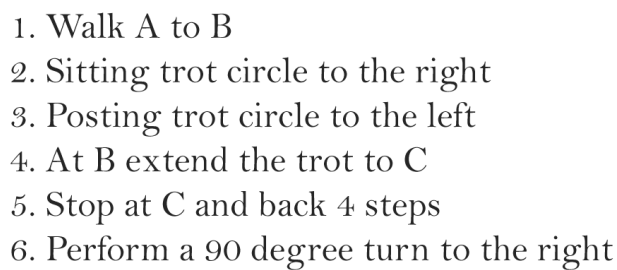 1. Walk A to B
2. Sitting trot circle to the right
3. Posting trot circle to the left
4. At B extend the trot to C
5. Stop at C and back 4 steps
6. Perform a 90 degree turn to the right